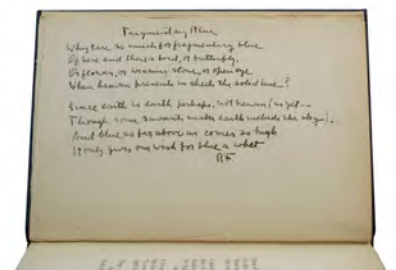 Fragmentary Blue
Why make so much of fragmentary blue
In here and there a bird, or butterfly,
Or flower, or wearing stone, or open eye
When heaven presents in sheets the solid hue?
Since earth is earth perhaps, not heaven (as yet—
Though some savants make earth include the sky—),
And blue so far above us comes so high
It only gives our wish for blue a whet
R.F.